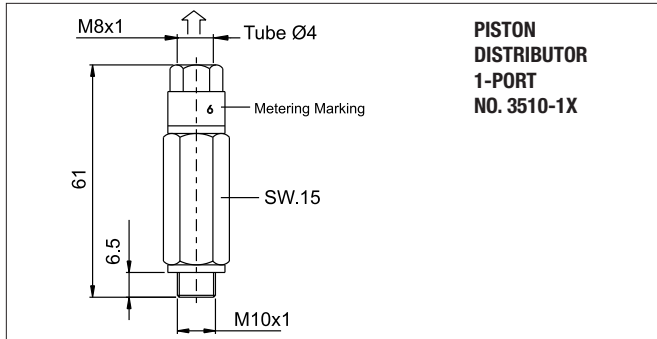 M8x1
Tube Ø4
PISTON
DISTRIBUTOR
1-PORT
NO. 3510-1X
6
Metering Marking
61
SW.15
6.5
M10x1